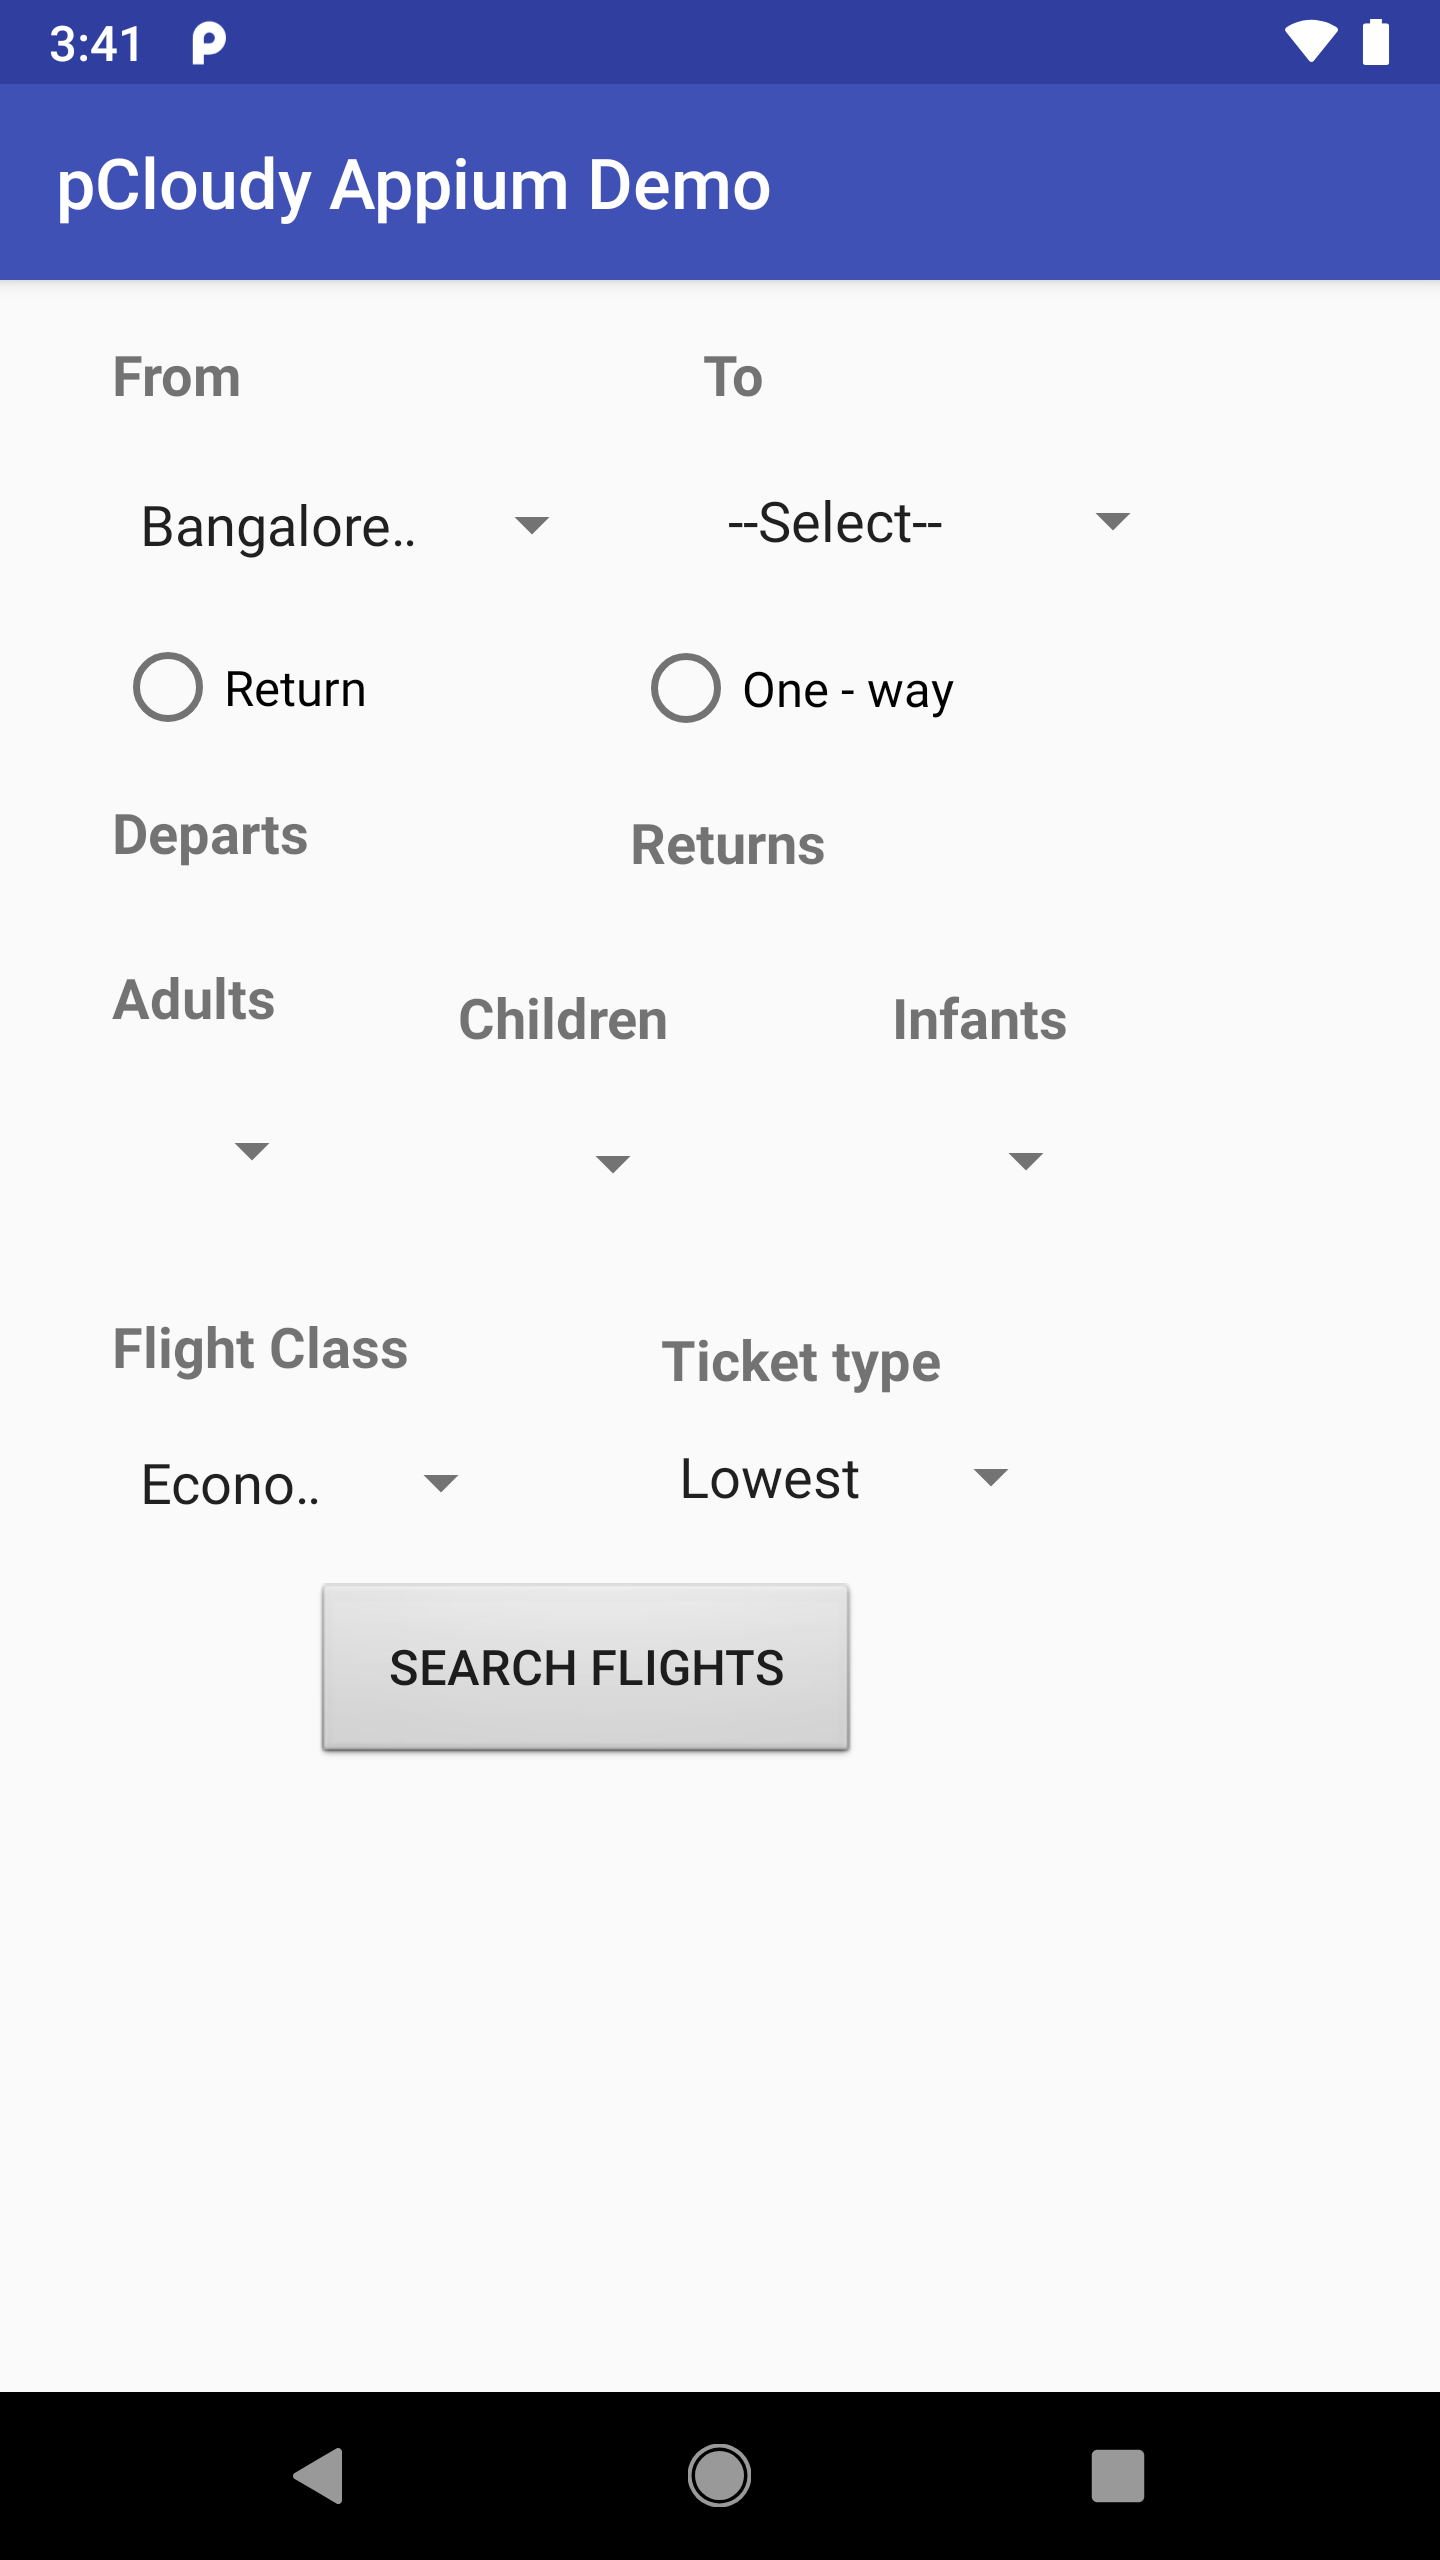 3:41
pCloudy Appium Demo
From To
Bangalore.. --Select--
Return One - way
Departs Returns
Adults Children Infants
Flight Class Ticket type
Econo.. Lowest
SEARCH FLIGHTS